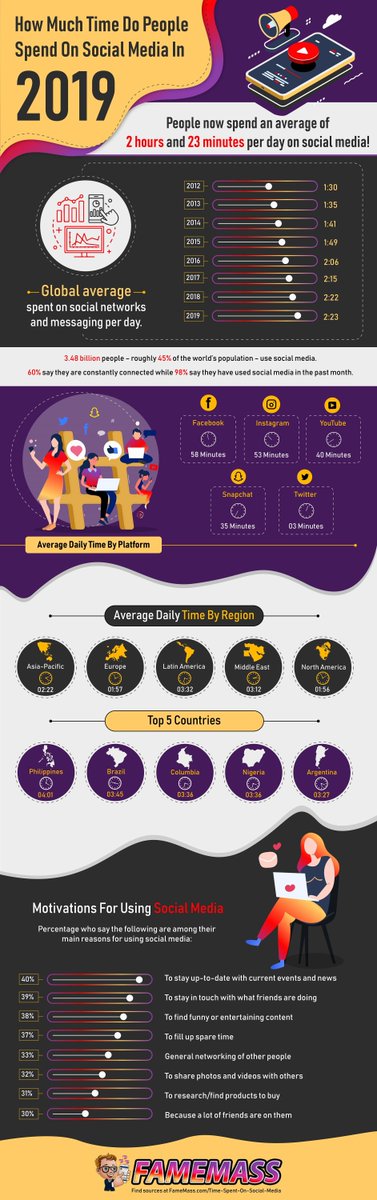 How Much Time Do People
Spend On Social Media In
2019
People now spend an average of
2 hours and 23 minutes per day on social media!
2012 1:30
2013 1:35
2014 1:41
2015 1:49
2016 2:06
2017 2:15
2018 2:22
2019 2:23
Global average
spent on social networks
and messaging per day.
3.48 billion people – roughly 45% of the world's population – use social media.
60% say they are constantly connected while 98% say they have used social media in the past month.
Facebook
58 Minutes
Instagram
53 Minutes
YouTube
40 Minutes
Snapchat
35 Minutes
Twitter
03 Minutes
Average Daily Time By Platform
Average Daily Time By Region
Asia-Pacific
02:22
Europe
01:57
Latin America
03:32
Middle East
03:12
North America
01:56
Top 5 Countries
Philippines
04:01
Brazil
03:45
Columbia
03:36
Nigeria
03:36
Argentina
03:27
Motivations For Using Social Media
Percentage who say the following are among their
main reasons for using social media:
40% To stay up-to-date with current events and news
39% To stay in touch with what friends are doing
38% To find funny or entertaining content
37% To fill up spare time
33% General networking of other people
32% To share photos and videos with others
31% To research/find products to buy
30% Because a lot of friends are on them
FAMEMASS
Find sources at FameMass.com/Time-Spent-On-Social-Media